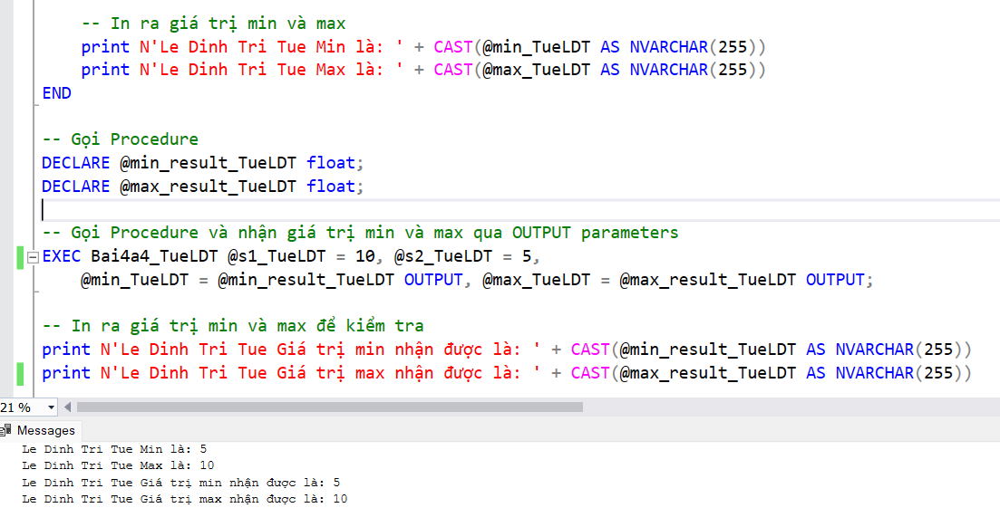 -- In ra giá trị min và max
print N'Le Dinh Tri Tue Min là: ' + CAST(@min_TueLDT AS NVARCHAR(255))
print N'Le Dinh Tri Tue Max là: ' + CAST(@max_TueLDT AS NVARCHAR(255))
END
-- Gọi Procedure
DECLARE @min_result_TueLDT float;
DECLARE @max_result_TueLDT float;
-- Gọi Procedure và nhận giá trị min và max qua OUTPUT parameters
EXEC Bai4a4_TueLDT @s1_TueLDT = 10, @s2_TueLDT = 5,
@min_TueLDT = @min_result_TueLDT OUTPUT, @max_TueLDT = @max_result_TueLDT OUTPUT;
-- In ra giá trị min và max để kiểm tra
print N'Le Dinh Tri Tue Giá trị min nhận được là: ' + CAST(@min_result_TueLDT AS NVARCHAR(255))
print N'Le Dinh Tri Tue Giá trị max nhận được là: ' + CAST(@max_result_TueLDT AS NVARCHAR(255))
21 %
Messages
Le Dinh Tri Tue Min là: 5
Le Dinh Tri Tue Max là: 10
Le Dinh Tri Tue Giá trị min nhận được là: 5
Le Dinh Tri Tue Giá trị max nhận được là: 10